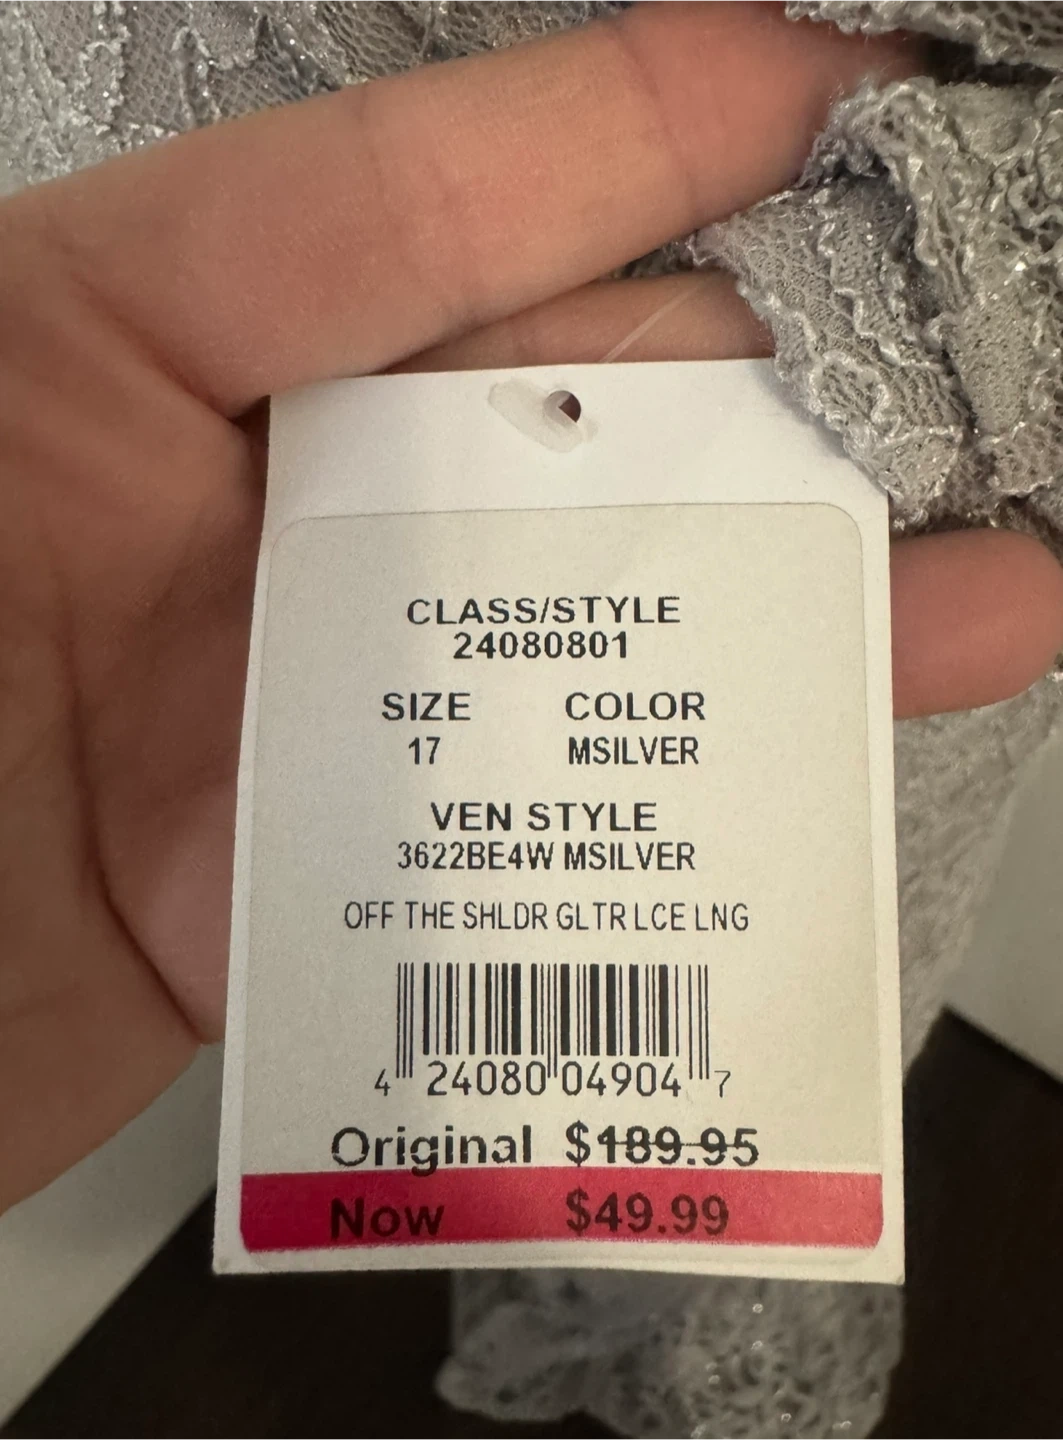 CLASS/STYLE
24080801
SIZE COLOR
17 MSILVER
VEN STYLE
3622BE4W MSILVER
OFF THE SHLDR GLTR LCE LNG
4 24080 04904 7
Original $189.95
Now $49.99